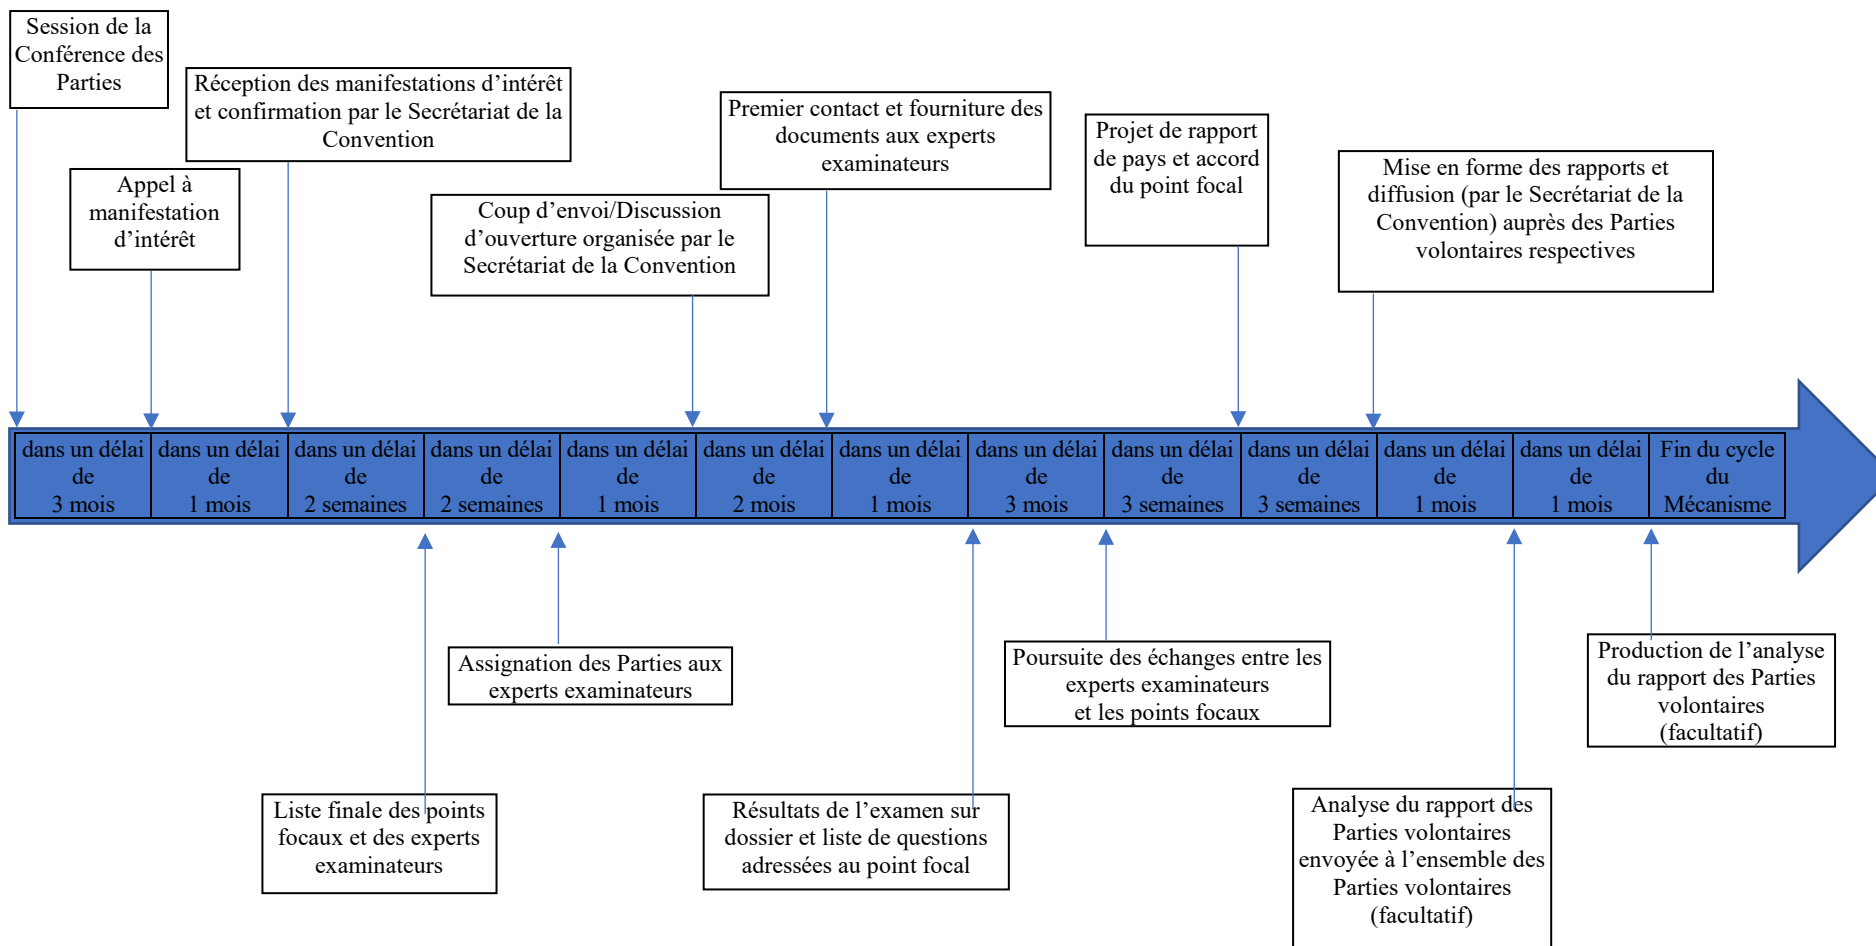 Session de la
Conférence des
Parties
Réception des manifestations d’intérêt
et confirmation par le Secrétariat de la
Convention
Premier contact et fourniture des
documents aux experts
examinateurs
Projet de rapport
de pays et accord
du point focal
Mise en forme des rapports et
diffusion (par le Secrétariat de la
Convention) auprès des Parties
volontaires respectives
Appel à
manifestation
d’intérêt
Coup d’envoi/Discussion
d’ouverture organisée par le
Secrétariat de la Convention
dans un délai
de
3 mois
dans un délai
de
1 mois
dans un délai
de
2 semaines
dans un délai
de
2 semaines
dans un délai
de
1 mois
dans un délai
de
2 mois
dans un délai
de
1 mois
dans un délai
de
3 mois
dans un délai
de
3 semaines
dans un délai
de
3 semaines
dans un délai
de
1 mois
dans un délai
de
1 mois
Fin du cycle
du
Mécanisme
Assignation des Parties aux
experts examinateurs
Poursuite des échanges entre les
experts examinateurs
et les points focaux
Production de l’analyse
du rapport des Parties
volontaires
(facultatif)
Liste finale des points
focaux et des experts
examinateurs
Résultats de l’examen sur
dossier et liste de questions
adressées au point focal
Analyse du rapport des
Parties volontaires
envoyée à l’ensemble des
Parties volontaires
(facultatif)